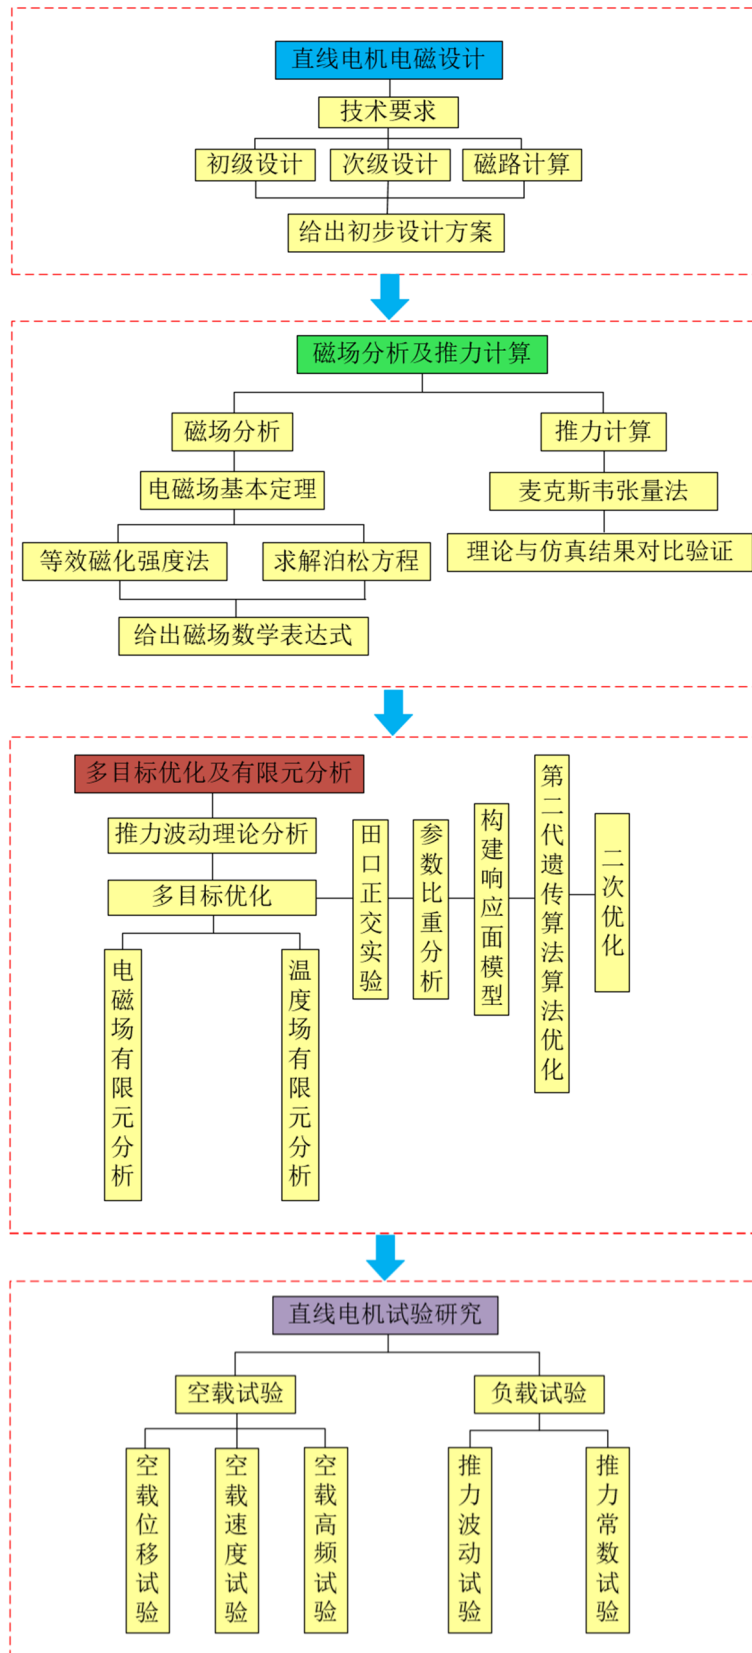 直线电机电磁设计
技术要求
初级设计
次级设计
磁路计算
给出初步设计方案
磁场分析及推力计算
磁场分析
推力计算
电磁场基本定理
麦克斯韦张量法
等效磁化强度法
求解泊松方程
理论与仿真结果对比验证
给出磁场数学表达式
多目标优化及有限元分析
推力波动理论分析
多目标优化
田口正交实验
参数比重分析
构建响应面模型
第二代遗传算法算法优化
二次优化
电磁场有限元分析
温度场有限元分析
直线电机试验研究
空载试验
负载试验
空载位移试验
空载速度试验
空载高频试验
推力波动试验
推力常数试验